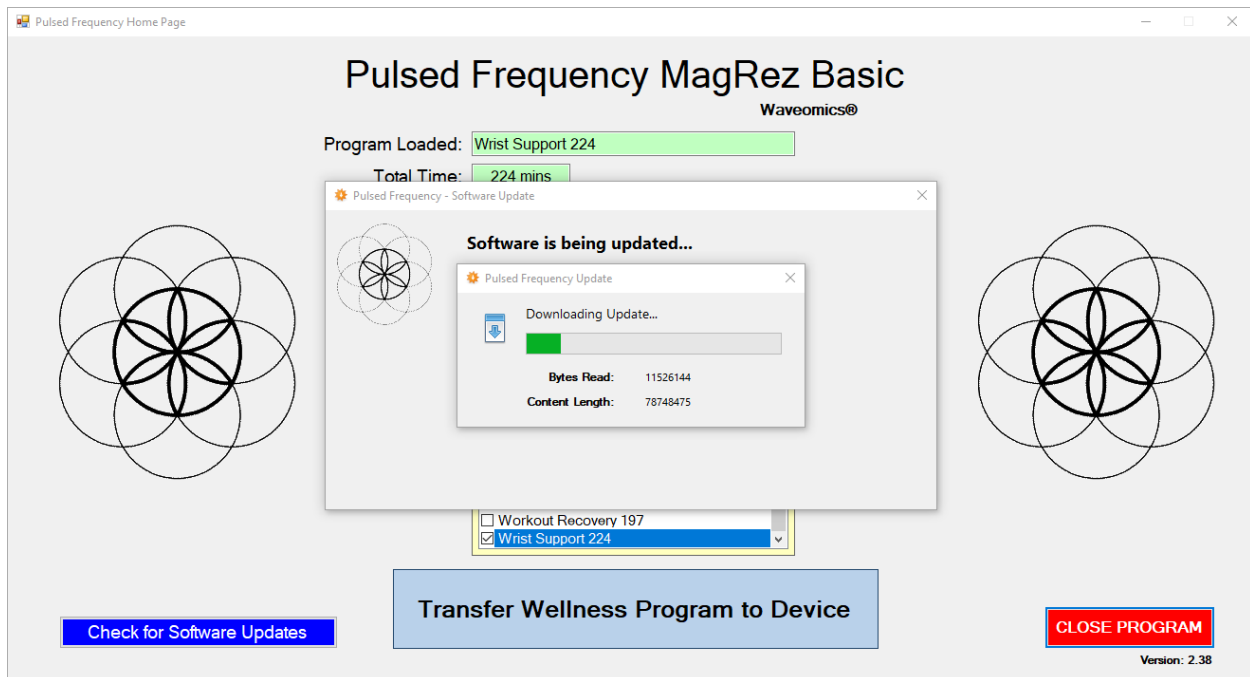 Pulsed Frequency Home Page
Pulsed Frequency MagRez Basic
Waveomics®
Program Loaded: Wrist Support 224
Total Time: 224 mins
Pulsed Frequency - Software Update
Software is being updated...
Pulsed Frequency Update
Downloading Update...
Bytes Read: 11526144
Content Length: 78748475
Workout Recovery 197
Wrist Support 224
Transfer Wellness Program to Device
Check for Software Updates
CLOSE PROGRAM
Version: 2.38